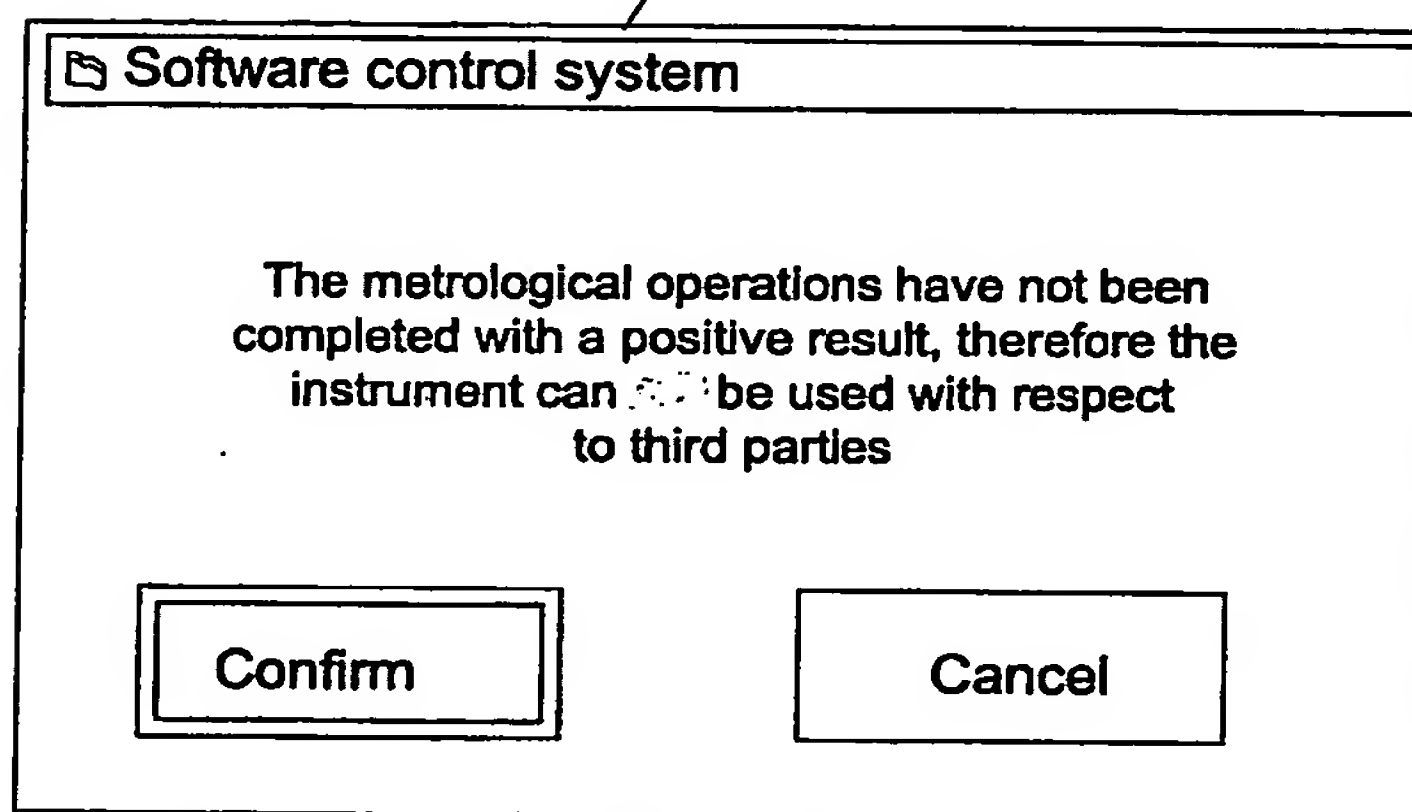 Software control system
The metrological operations have not been
completed with a positive result, therefore the
instrument can be used with respect
to third parties
Confirm
Cancel